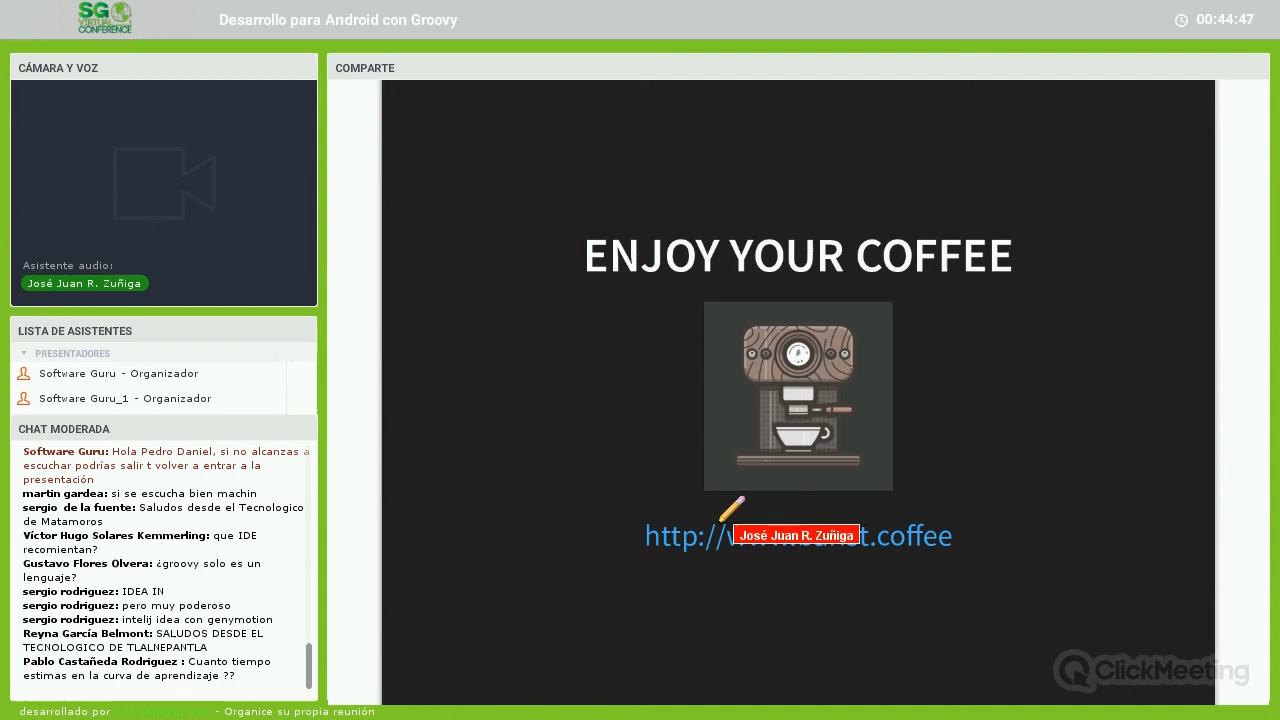 SG
VIRTUAL
CONFERENCE
Desarrollo para Android con Groovy
00:44:47
CÁMARA Y VOZ
Asistente audio:
José Juan R. Zuñiga
LISTA DE ASISTENTES
PRESENTADORES
Software Guru - Organizador
Software Guru_1 - Organizador
CHAT MODERADA
Software Guru: Hola Pedro Daniel, si no alcanzas a
escuchar podrías salir t volver a entrar a la
presentación
martin gardea: si se escucha bien machin
sergio de la fuente: Saludos desde el Tecnologico
de Matamoros
Víctor Hugo Solares Kemmerling: que IDE
recomientan?
Gustavo Flores Olvera: ¿groovy solo es un
lenguaje?
sergio rodriguez: IDEA IN
sergio rodriguez: pero muy poderoso
sergio rodriguez: intelij idea con genymotion
Reyna García Belmont: SALUDOS DESDE EL
TECNOLOGICO DE TLALNEPANTLA
Pablo Castañeda Rodriguez : Cuanto tiempo
estimas en la curva de aprendizaje ??
desarrollado por - Organice su propia reunión
COMPARTE
ENJOY YOUR COFFEE
http:// .coffee
José Juan R. Zuñiga
ClickMeeting